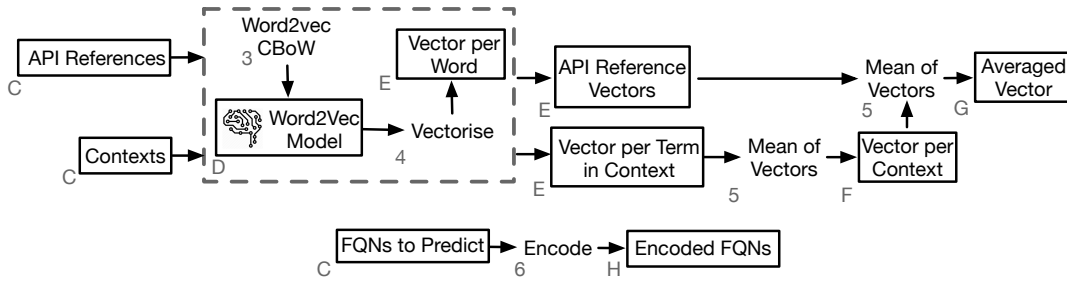 Word2vec
CBoW
3
API References
C
Vector per
Word
E
API Reference
Vectors
E
Mean of
Vectors
5
Averaged
Vector
G
Word2Vec
Model
D
Vectorise
4
Contexts
C
Vector per Term
in Context
E
Mean of
Vectors
5
Vector per
Context
F
FQNs to Predict
C
Encode
6
Encoded FQNs
H